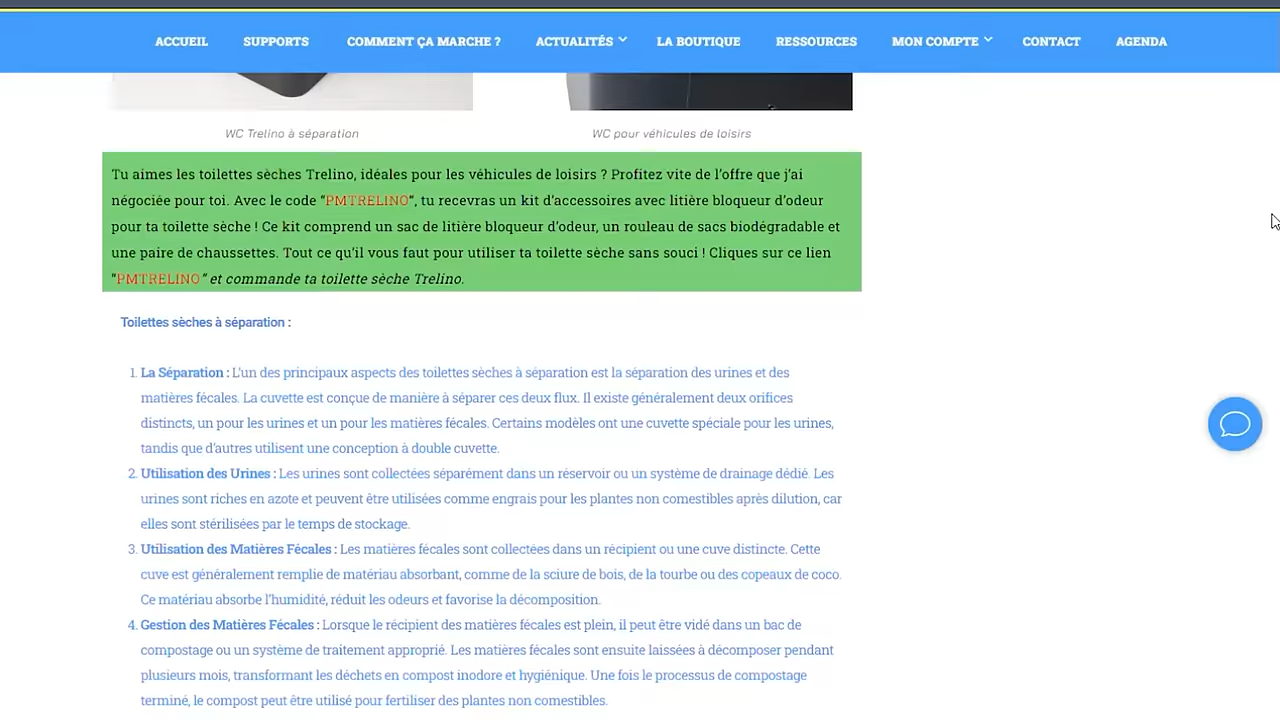 ACCUEIL SUPPORTS COMMENT ÇA MARCHE ? ACTUALITÉS LA BOUTIQUE RESSOURCES MON COMPTE CONTACT AGENDA
WC Trelino à séparation
WC pour véhicules de loisirs
Tu aimes les toilettes sèches Trelino, idéales pour les véhicules de loisirs ? Profitez vite de l’offre que j’ai
négociée pour toi. Avec le code “PMTRELINO“, tu recevras un kit d’accessoires avec litière bloqueur d’odeur
pour ta toilette sèche ! Ce kit comprend un sac de litière bloqueur d’odeur, un rouleau de sacs biodégradable et
une paire de chaussettes. Tout ce qu’il vous faut pour utiliser ta toilette sèche sans souci ! Cliques sur ce lien
“PMTRELINO” et commande ta toilette sèche Trelino.
Toilettes sèches à séparation :
1. La Séparation : L’un des principaux aspects des toilettes sèches à séparation est la séparation des urines et des
matières fécales. La cuvette est conçue de manière à séparer ces deux flux. Il existe généralement deux orifices
distincts, un pour les urines et un pour les matières fécales. Certains modèles ont une cuvette spéciale pour les urines,
tandis que d’autres utilisent une conception à double cuvette.
2. Utilisation des Urines : Les urines sont collectées séparément dans un réservoir ou un système de drainage dédié. Les
urines sont riches en azote et peuvent être utilisées comme engrais pour les plantes non comestibles après dilution, car
elles sont stérilisées par le temps de stockage.
3. Utilisation des Matières Fécales : Les matières fécales sont collectées dans un récipient ou une cuve distincte. Cette
cuve est généralement remplie de matériau absorbant, comme de la sciure de bois, de la tourbe ou des copeaux de coco.
Ce matériau absorbe l’humidité, réduit les odeurs et favorise la décomposition.
4. Gestion des Matières Fécales : Lorsque le récipient des matières fécales est plein, il peut être vidé dans un bac de
compostage ou un système de traitement approprié. Les matières fécales sont ensuite laissées à décomposer pendant
plusieurs mois, transformant les déchets en compost inodore et hygiénique. Une fois le processus de compostage
terminé, le compost peut être utilisé pour fertiliser des plantes non comestibles.